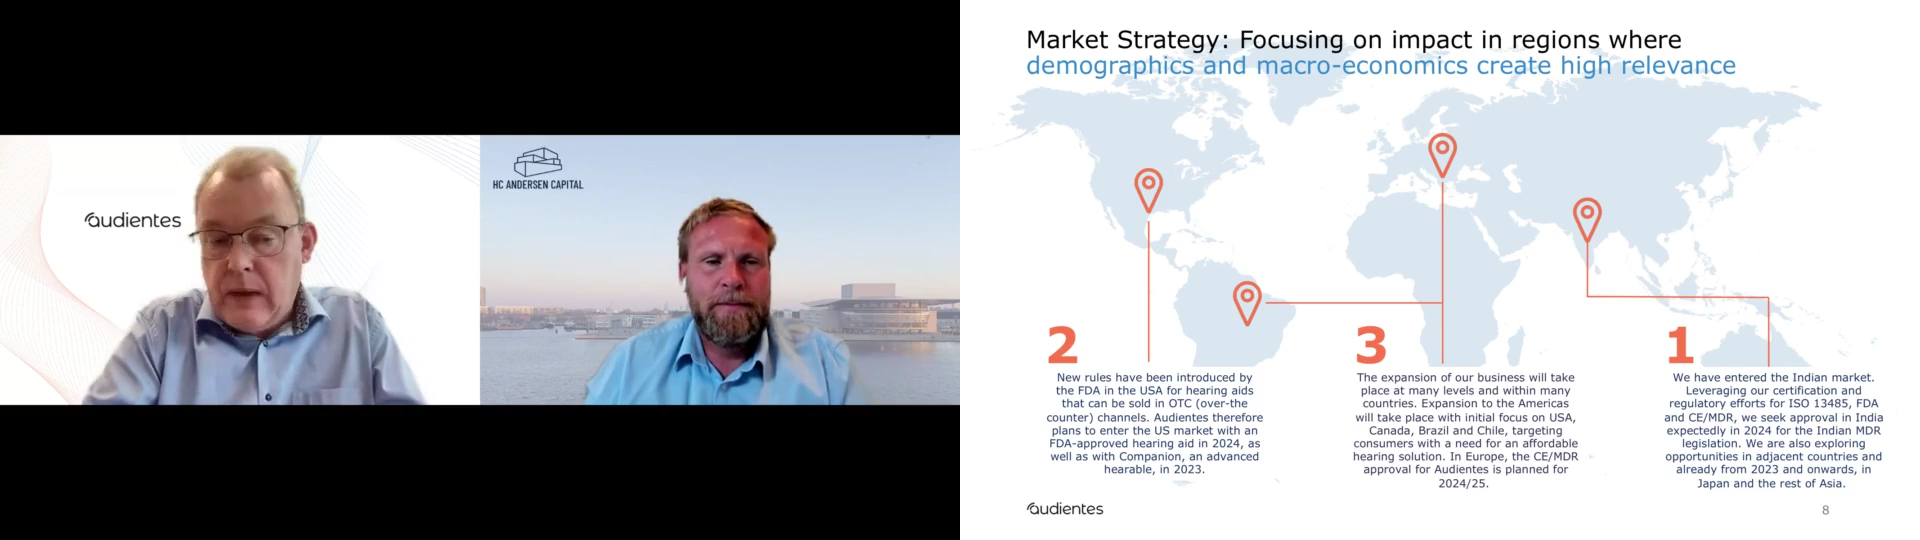 audientes
HC ANDERSEN CAPITAL
Market Strategy: Focusing on impact in regions where
demographics and macro-economics create high relevance
2
New rules have been introduced by
the FDA in the USA for hearing aids
that can be sold in OTC (over-the
counter) channels. Audientes therefore
plans to enter the US market with an
FDA-approved hearing aid in 2024, as
well as with Companion, an advanced
hearable, in 2023.
3
The expansion of our business will take
place at many levels and within many
countries. Expansion to the Americas
will take place with initial focus on USA,
Canada, Brazil and Chile, targeting
consumers with a need for an affordable
hearing solution. In Europe, the CE/MDR
approval for Audientes is planned for
2024/25.
1
We have entered the Indian market.
Leveraging our certification and
regulatory efforts for ISO 13485, FDA
and CE/MDR, we seek approval in India
expectedly in 2024 for the Indian MDR
legislation. We are also exploring
opportunities in adjacent countries and
already from 2023 and onwards, in
Japan and the rest of Asia.
audientes
8